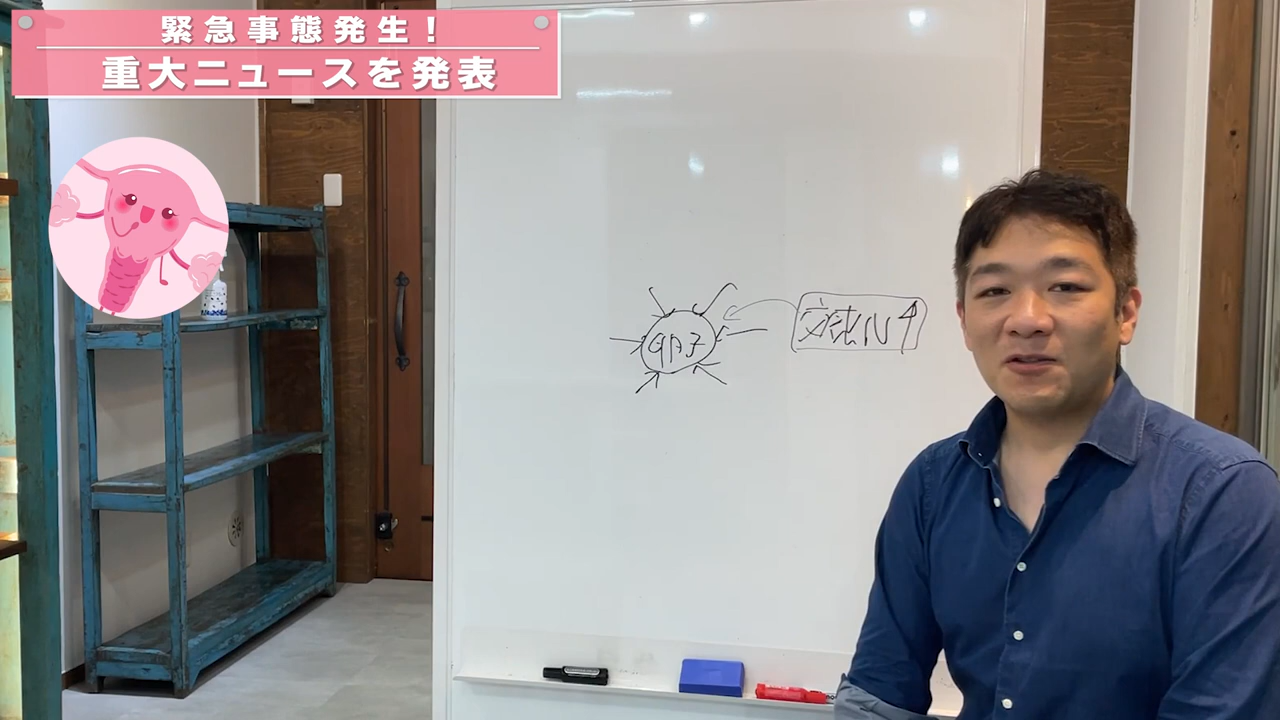 緊急事態発生！
重大ニュースを発表
卵子